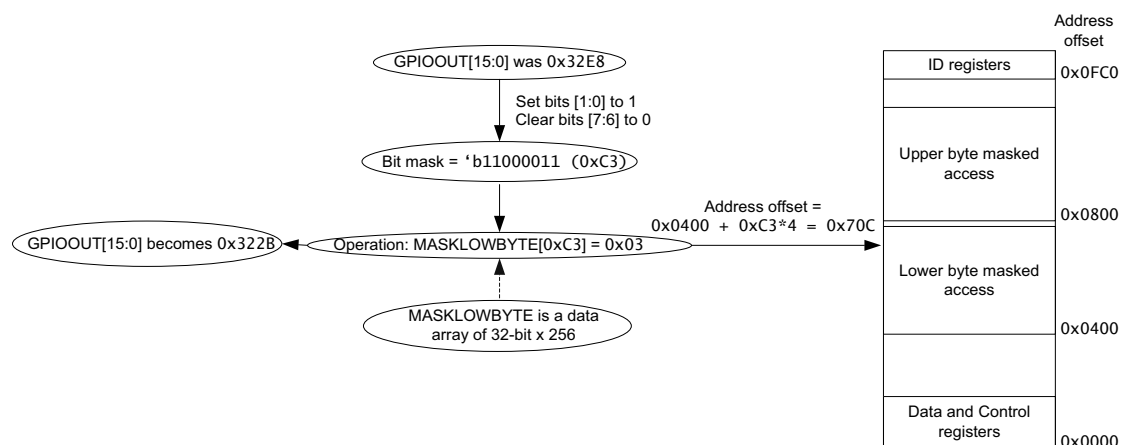 GPIOOUT[15:0] was 0x32E8
Set bits [1:0] to 1
Clear bits [7:6] to 0
Bit mask = ‘b11000011 (0xC3)
Operation: MASKLOWBYTE[0xC3] = 0x03
GPIOOUT[15:0] becomes 0x322B
MASKLOWBYTE is a data
array of 32-bit x 256
Address offset =
0x0400 + 0xC3*4 = 0x70C
Address
offset
ID registers
0x0FC0
Upper byte masked
access
0x0800
Lower byte masked
access
0x0400
Data and Control
registers
0x0000